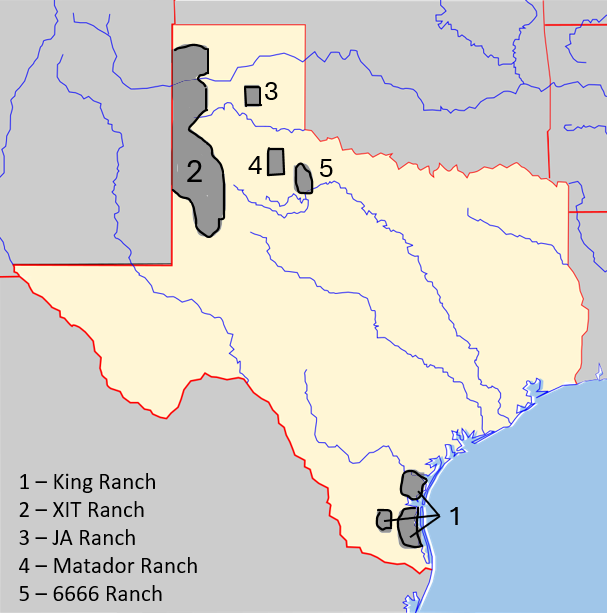 3
4
5
2
1 – King Ranch
2 – XIT Ranch
3 – JA Ranch
4 – Matador Ranch
5 – 6666 Ranch
1